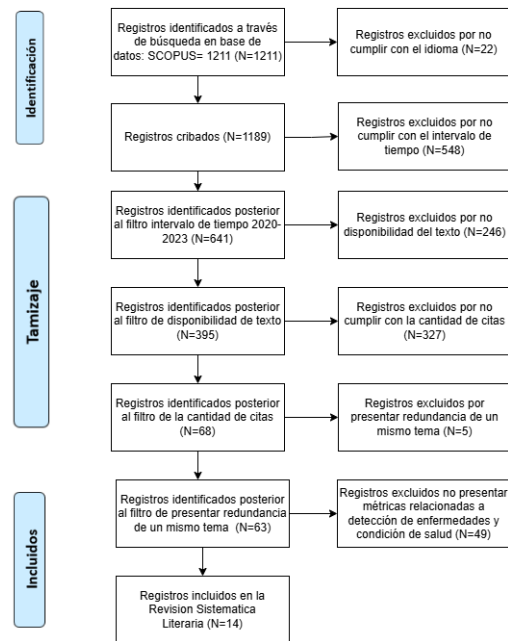 Identificación
Registros identificados a través
de búsqueda en base de
datos: SCOPUS= 1211 (N=1211)
Registros excluidos por no
cumplir con el idioma (N=22)
Registros cribados (N=1189)
Registros excluidos por no
cumplir con el intervalo de
tiempo (N=548)
Tamizaje
Registros identificados posterior
al filtro intervalo de tiempo 2020-
2023 (N=641)
Registros excluidos por no
disponibilidad del texto (N=246)
Registros identificados posterior
al filtro de disponibilidad de texto
(N=395)
Registros excluidos por no
cumplir con la cantidad de citas
(N=327)
Registros identificados posterior
al filtro de la cantidad de citas
(N=68)
Registros excluidos por
presentar redundancia de un
mismo tema (N=5)
Incluidos
Registros identificados posterior
al filtro de presentar redundancia
de un mismo tema (N=63)
Registros excluidos no presentar
métricas relacionadas a
detección de enfermedades y
condición de salud (N=49)
Registros incluidos en la
Revision Sistematica
Literaria (N=14)